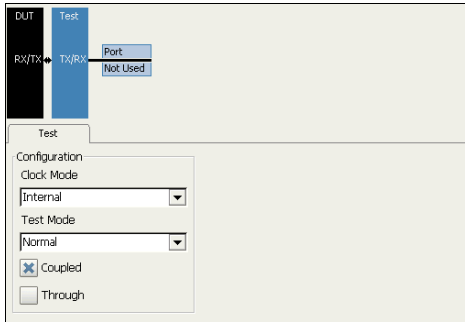 DUT Test
RX/TX TX/RX Port
Not Used
Test
Configuration
Clock Mode
Internal
Test Mode
Normal
Coupled
Through